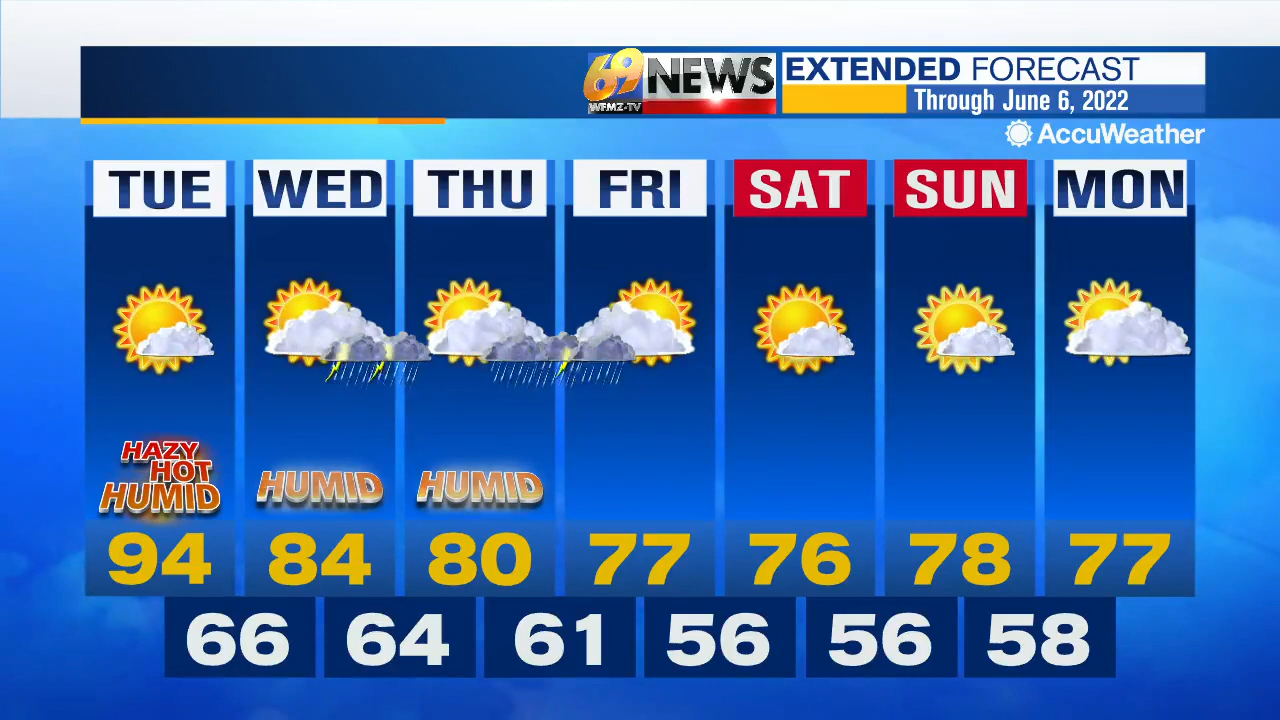 69 NEWS
WFMZ-TV
EXTENDED FORECAST
Through June 6, 2022
AccuWeather
TUE WED THU FRI SAT SUN MON
HAZY
HOT
HUMID
HUMID HUMID
94 84 80 77 76 78 77
66 64 61 56 56 58